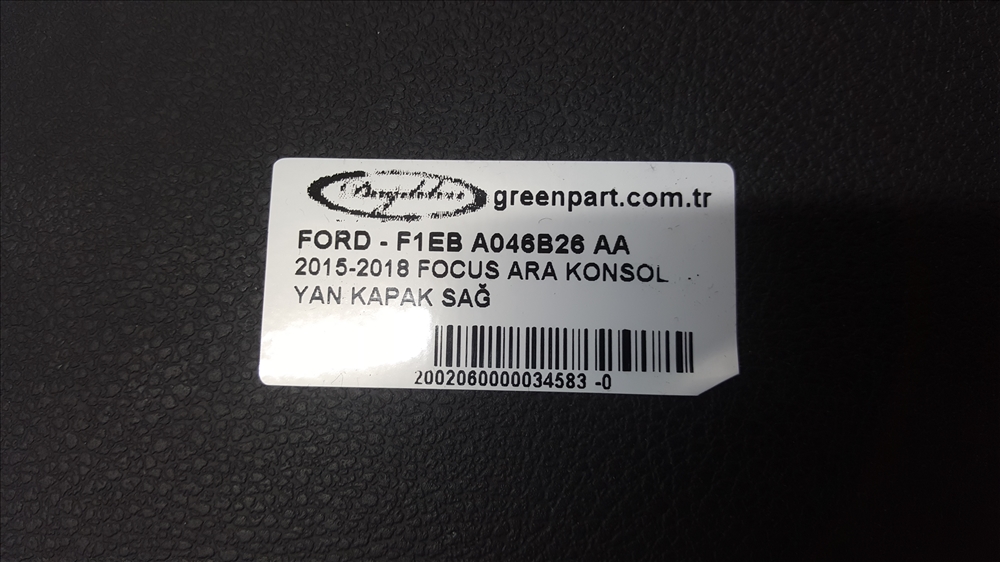 greenpart.com.tr
FORD - F1EB A046B26 AA
2015-2018 FOCUS ARA KONSOL
YAN KAPAK SAĞ
2002060000034583 -0